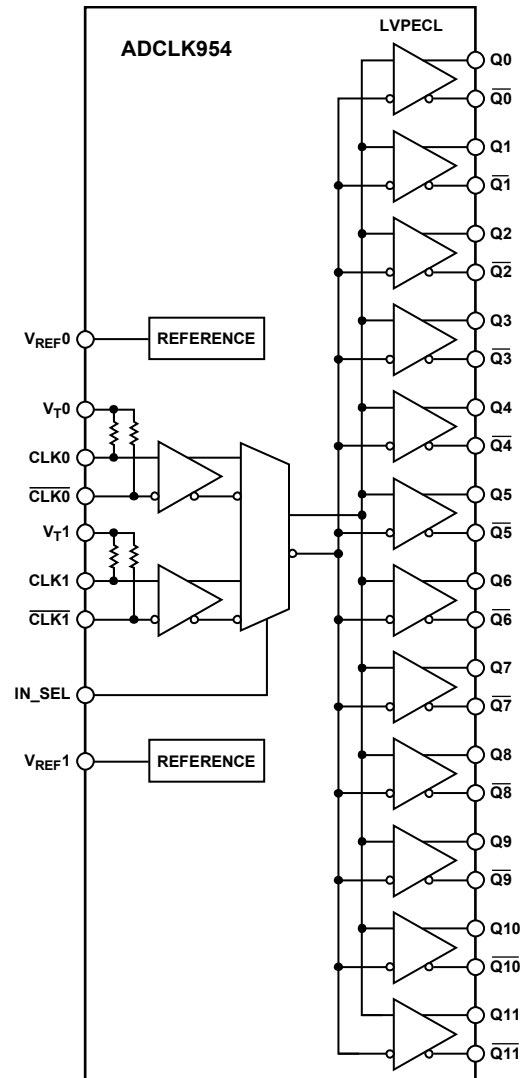 ADCLK954
LVPECL
Q0
Q0
Q1
Q1
Q2
Q2
Q3
Q3
Q4
Q4
Q5
Q5
Q6
Q6
Q7
Q7
Q8
Q8
Q9
Q9
Q10
Q10
Q11
Q11
VREF0
REFERENCE
VT0
CLK0
CLK0
VT1
CLK1
CLK1
IN_SEL
VREF1
REFERENCE